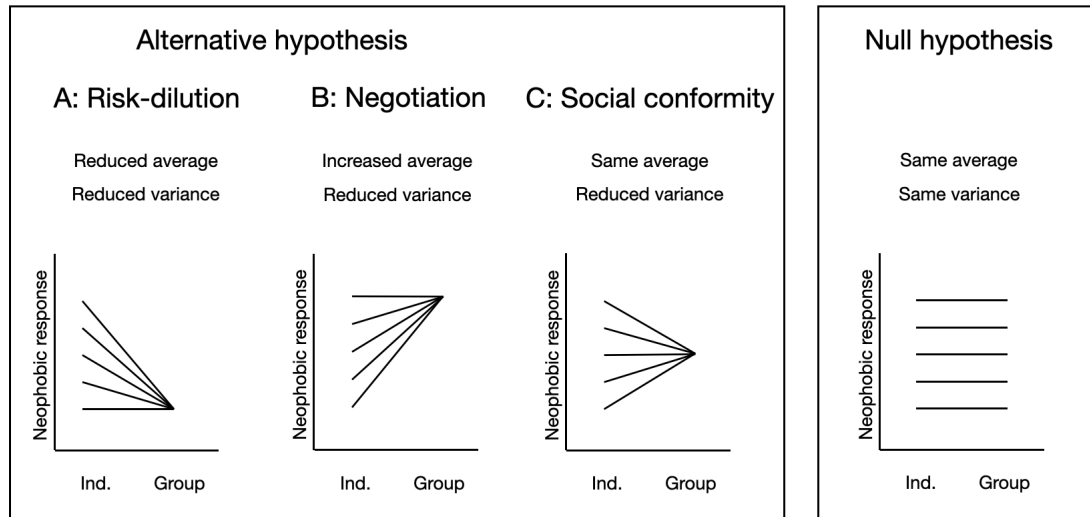 Alternative hypothesis
A: Risk-dilution
Reduced average
Reduced variance
Neophobic response
Ind.
Group
B: Negotiation
Increased average
Reduced variance
Neophobic response
Ind.
Group
C: Social conformity
Same average
Reduced variance
Neophobic response
Ind.
Group
Null hypothesis
Same average
Same variance
Neophobic response
Ind.
Group